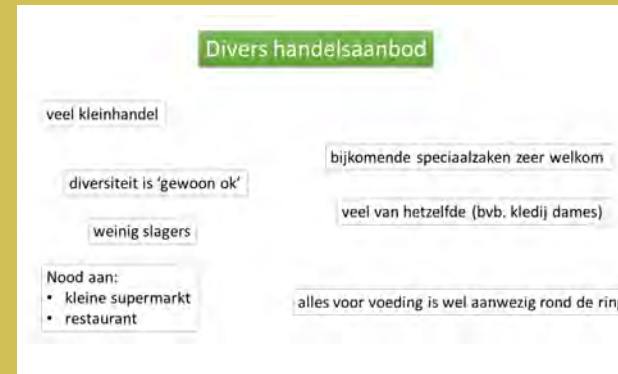 Divers handelsaanbod
veel kleinhandel
bijkomende speciaalzaken zeer welkom
diversiteit is ‘gewoon ok’
veel van hetzelfde (bvb. kledij dames)
weinig slagers
Nood aan:
• kleine supermarkt
• restaurant
alles voor voeding is wel aanwezig rond de ring